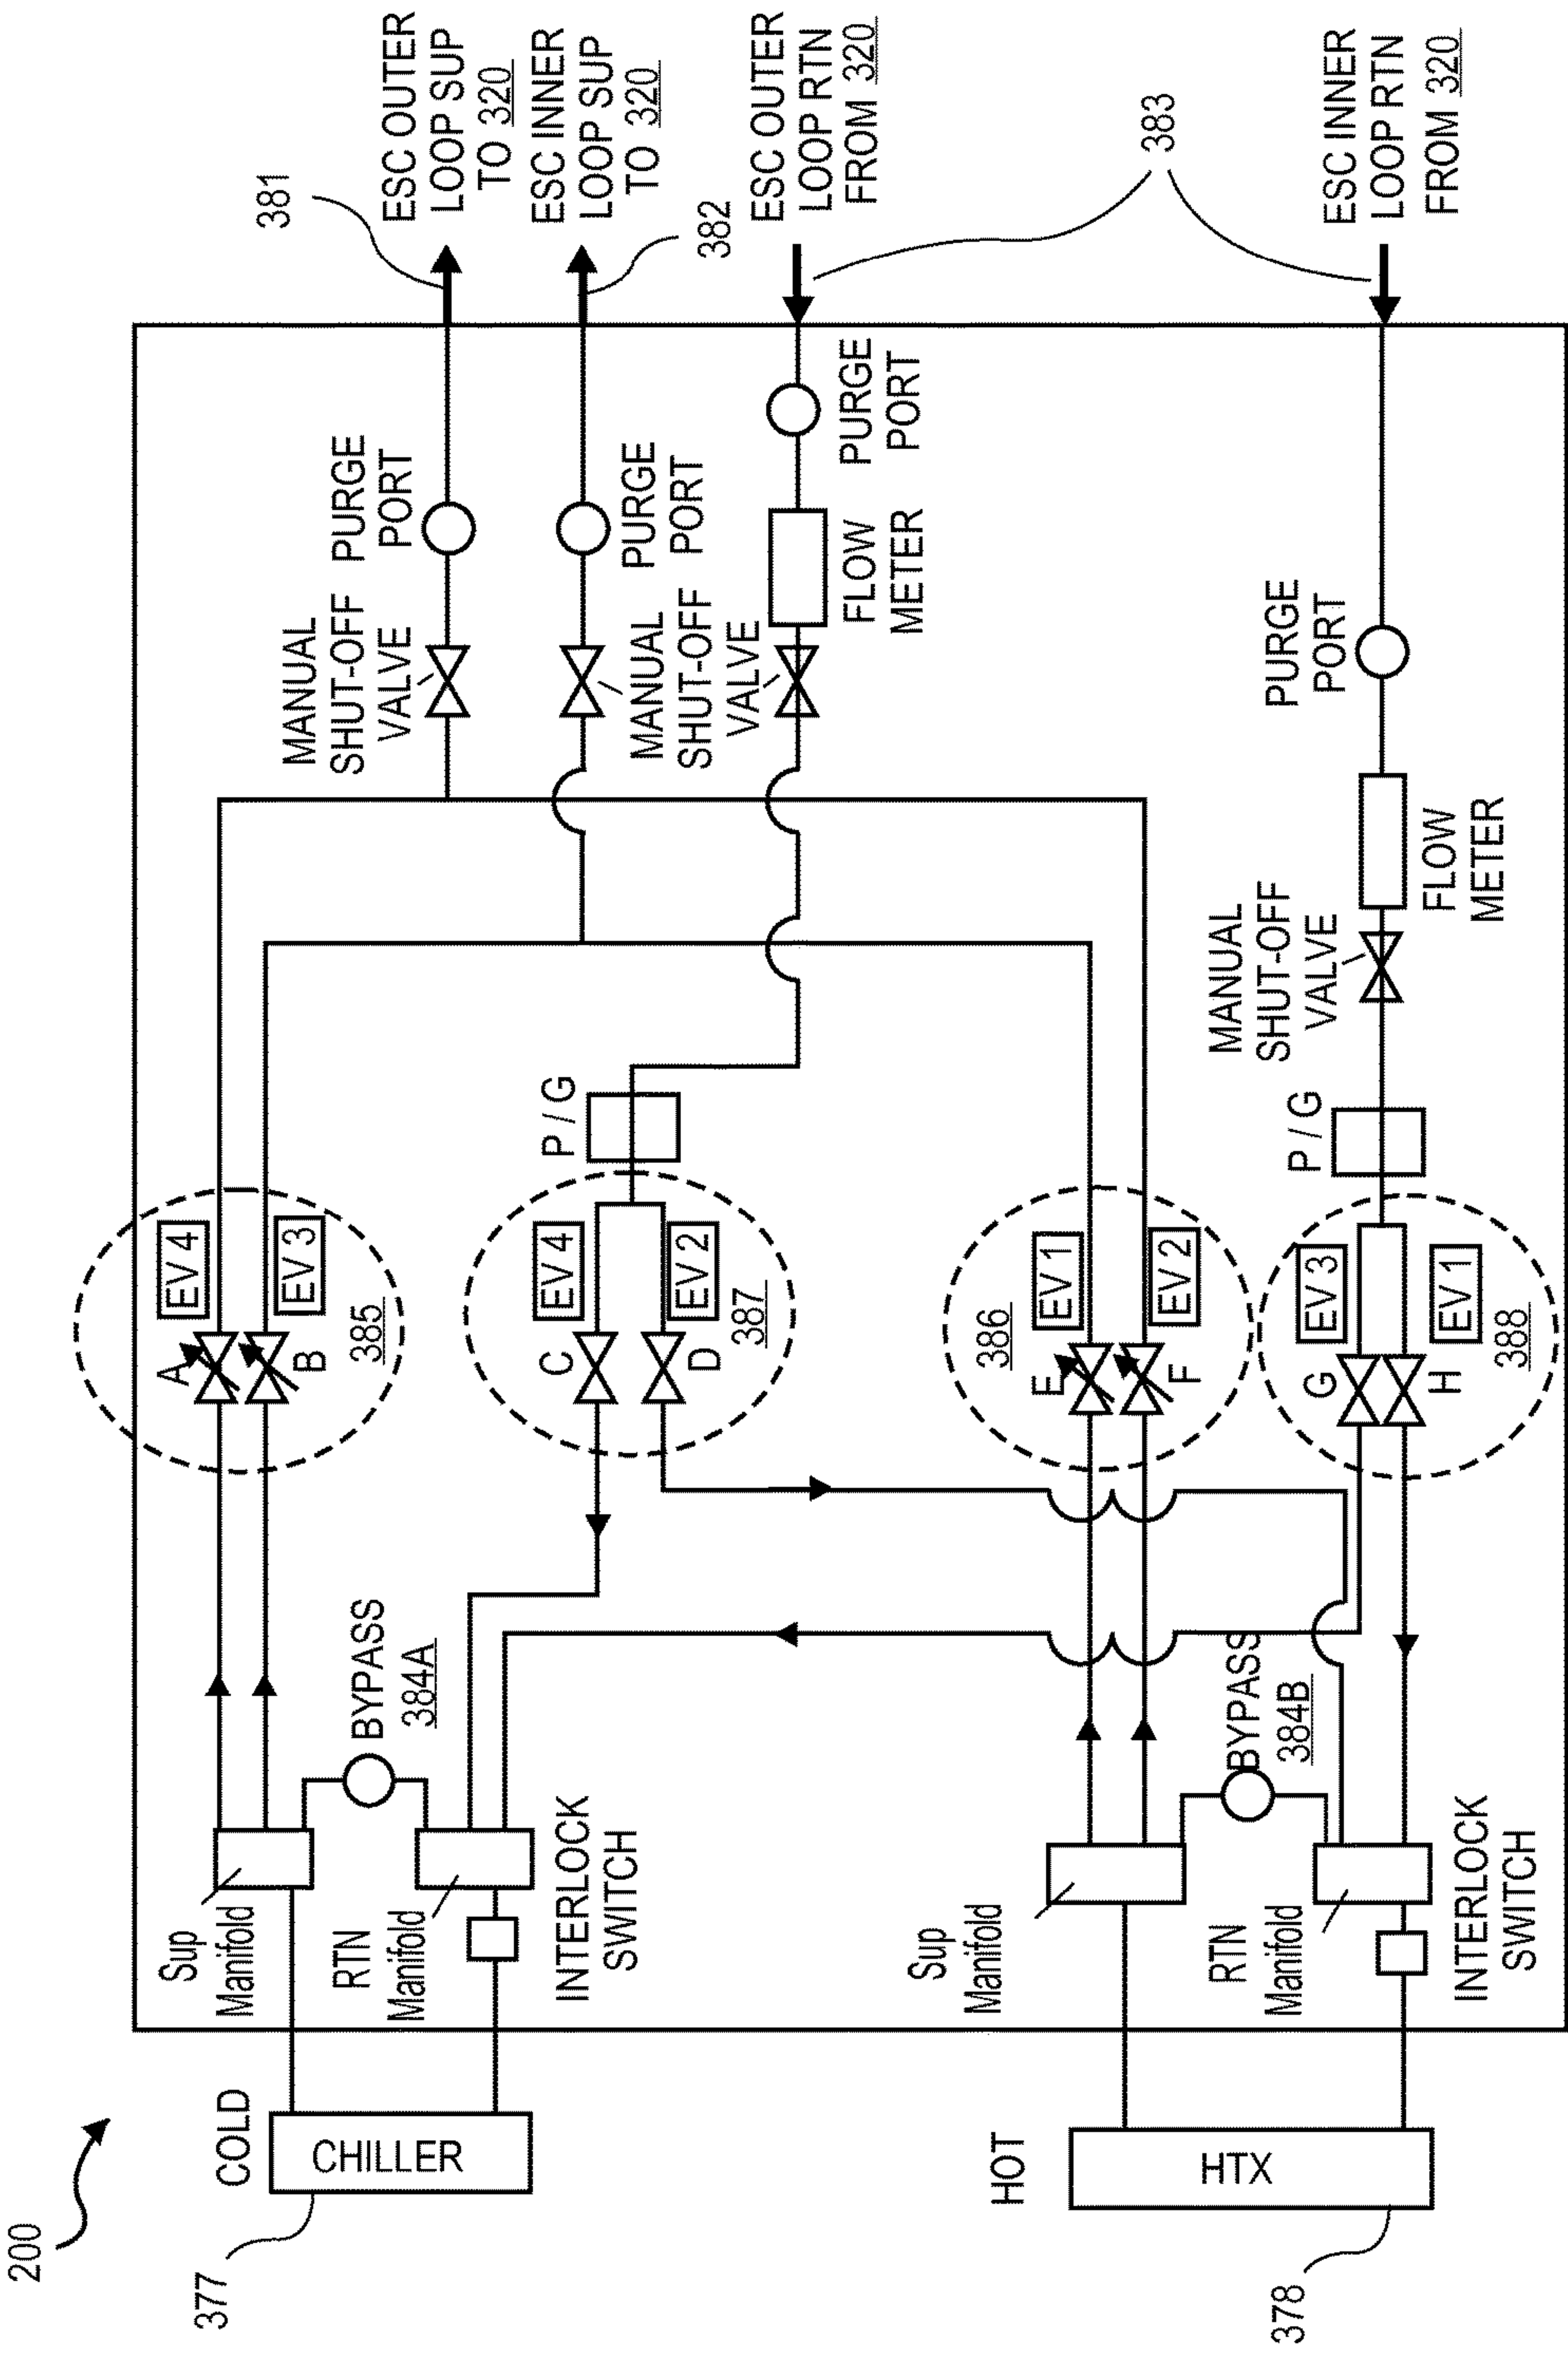 200
377
COLD
CHILLER
378
HOT
HTX
Sup
Manifold
RTN
Manifold
INTERLOCK
SWITCH
BYPASS
384A
Sup
Manifold
RTN
Manifold
INTERLOCK
SWITCH
BYPASS
384B
A
EV 4
B
EV 3
385
C
EV 4
D
EV 2
387
E
EV 1
F
EV 2
386
G
EV 3
H
EV 1
388
P / G
P / G
MANUAL
SHUT-OFF
VALVE
PURGE
PORT
MANUAL
SHUT-OFF
VALVE
PURGE
PORT
FLOW
METER
PURGE
PORT
MANUAL
SHUT-OFF
VALVE
FLOW
METER
PURGE
PORT
381
ESC OUTER
LOOP SUP
TO 320
382
ESC INNER
LOOP SUP
TO 320
ESC OUTER
LOOP RTN
FROM 320
383
ESC INNER
LOOP RTN
FROM 320